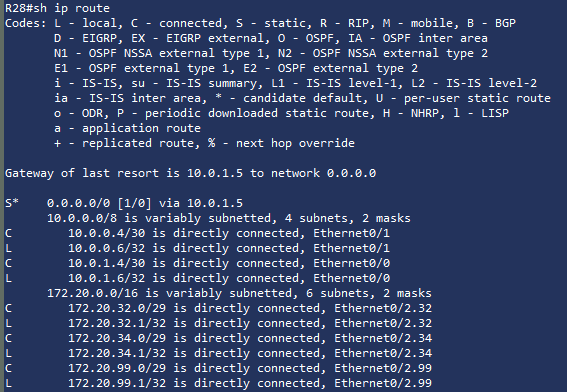 R28#sh ip route
Codes: L - local, C - connected, S - static, R - RIP, M - mobile, B - BGP
       D - EIGRP, EX - EIGRP external, O - OSPF, IA - OSPF inter area
       N1 - OSPF NSSA external type 1, N2 - OSPF NSSA external type 2
       E1 - OSPF external type 1, E2 - OSPF external type 2
       i - IS-IS, su - IS-IS summary, L1 - IS-IS level-1, L2 - IS-IS level-2
       ia - IS-IS inter area, * - candidate default, U - per-user static route
       o - ODR, P - periodic downloaded static route, H - NHRP, l - LISP
       a - application route
       + - replicated route, % - next hop override
Gateway of last resort is 10.0.1.5 to network 0.0.0.0
S*    0.0.0.0/0 [1/0] via 10.0.1.5
      10.0.0.0/8 is variably subnetted, 4 subnets, 2 masks
C        10.0.0.4/30 is directly connected, Ethernet0/1
L        10.0.0.6/32 is directly connected, Ethernet0/1
C        10.0.1.4/30 is directly connected, Ethernet0/0
L        10.0.1.6/32 is directly connected, Ethernet0/0
      172.20.0.0/16 is variably subnetted, 6 subnets, 2 masks
C        172.20.32.0/29 is directly connected, Ethernet0/2.32
L        172.20.32.1/32 is directly connected, Ethernet0/2.32
C        172.20.34.0/29 is directly connected, Ethernet0/2.34
L        172.20.34.1/32 is directly connected, Ethernet0/2.34
C        172.20.99.0/29 is directly connected, Ethernet0/2.99
L        172.20.99.1/32 is directly connected, Ethernet0/2.99